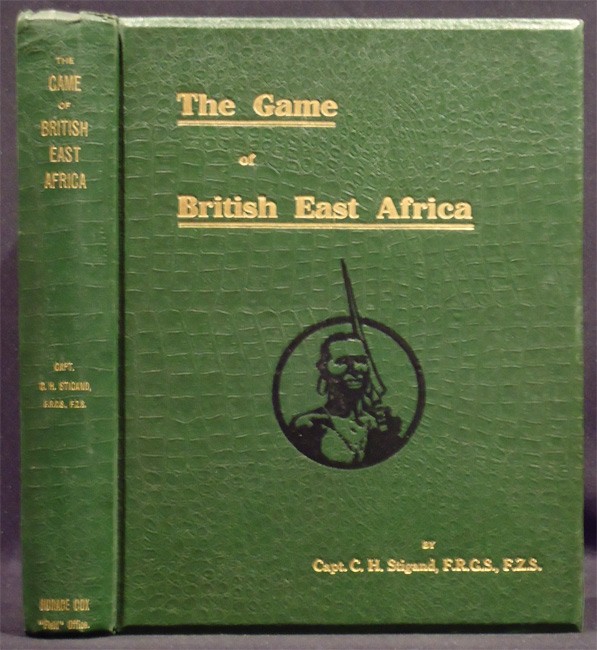 THE
GAME
OF
BRITISH
EAST
AFRICA
CAPT.
C. H. STIGAND,
F.R.G.S., F.Z.S.
HORACE COX
"Field" Office.
The Game
of
British East Africa
BY
Capt. C. H. Stigand, F.R.G.S., F.Z.S.